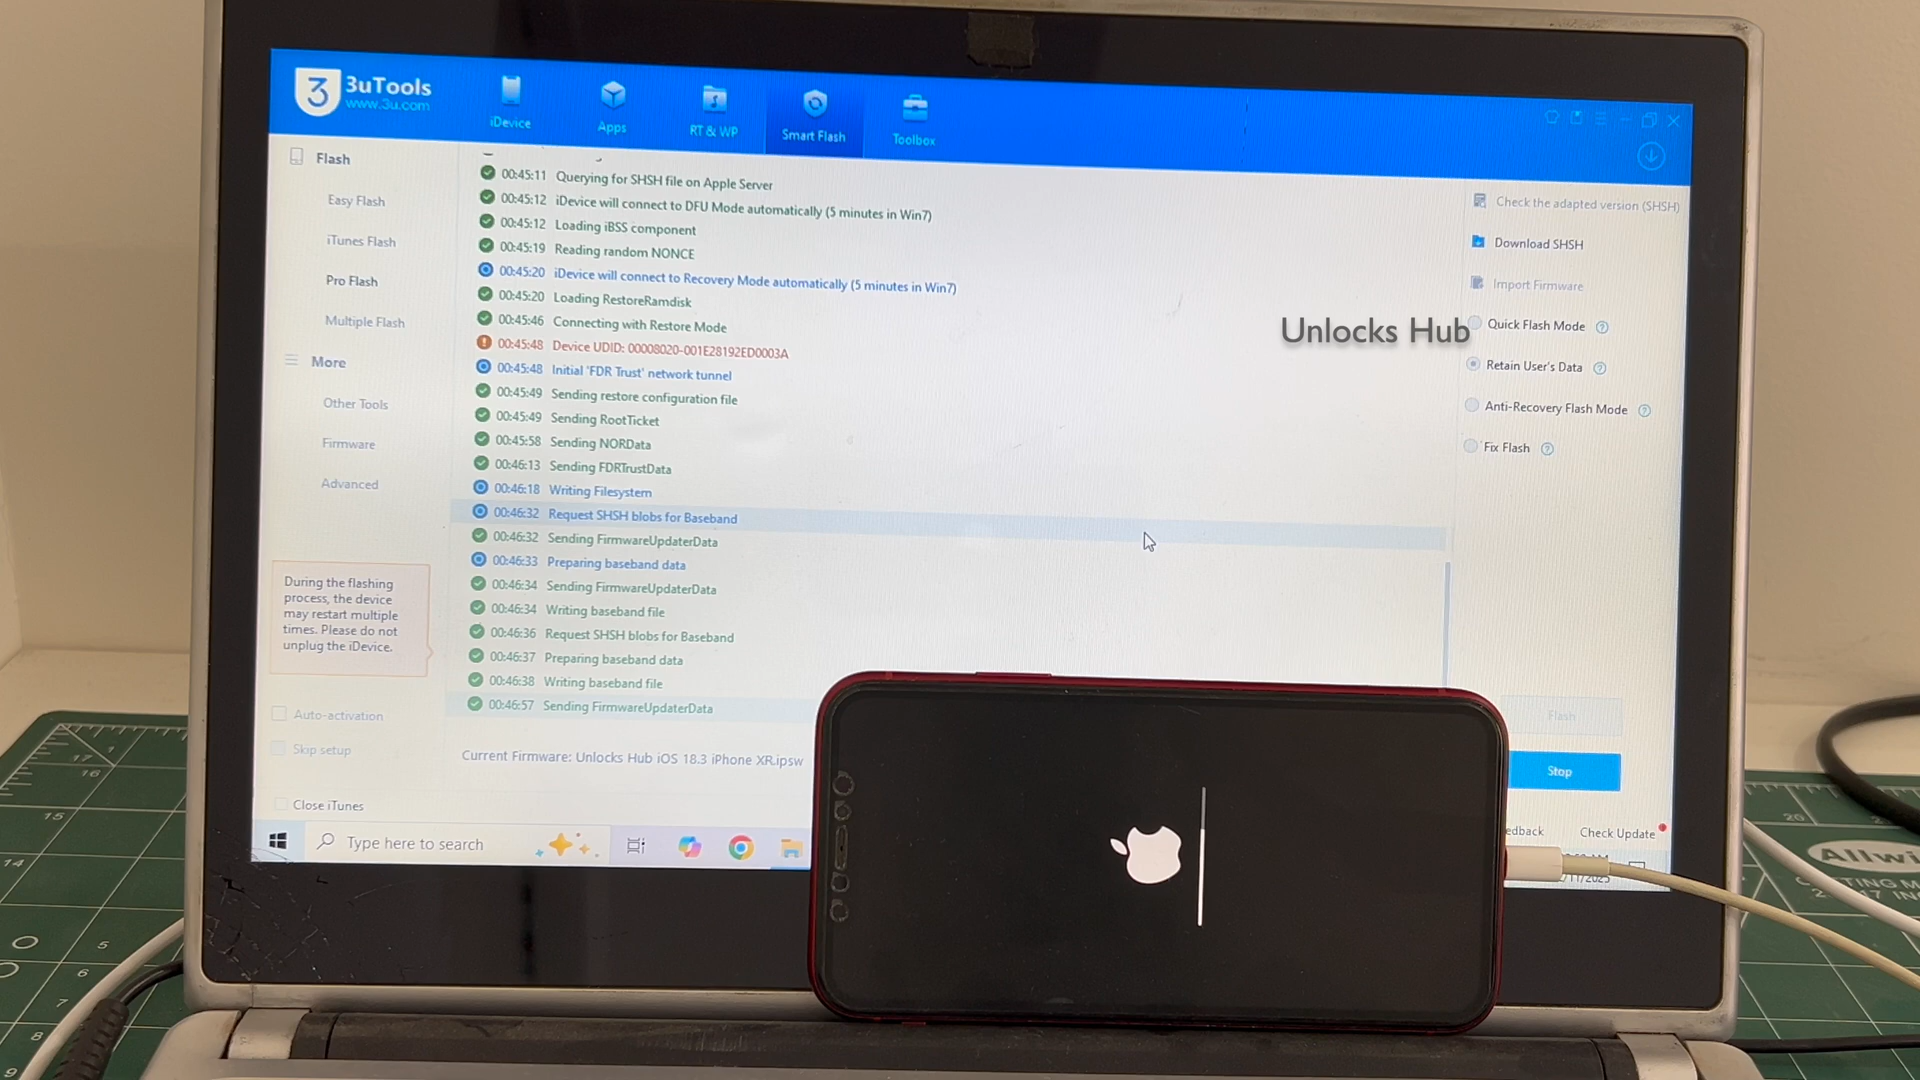 3uTools
www.3u.com
iDevice
Apps
RT & WP
Smart Flash
Toolbox
Flash
Easy Flash
iTunes Flash
Pro Flash
Multiple Flash
More
Other Tools
Firmware
Advanced
During the flashing
process, the device
may restart multiple
times. Please do not
unplug the iDevice.
Auto-activation
Skip setup
Close iTunes
00:45:11 Querying for SHSH file on Apple Server
00:45:12 iDevice will connect to DFU Mode automatically (5 minutes in Win7)
00:45:12 Loading iBSS component
00:45:19 Reading random NONCE
00:45:20 iDevice will connect to Recovery Mode automatically (5 minutes in Win7)
00:45:20 Loading RestoreRamdisk
00:45:46 Connecting with Restore Mode
00:45:48 Device UDID: 00008020-001E28192ED0003A
00:45:48 Initial 'FDR Trust' network tunnel
00:45:49 Sending restore configuration file
00:45:49 Sending RootTicket
00:45:58 Sending NORData
00:46:13 Sending FDRTrustData
00:46:18 Writing Filesystem
00:46:32 Request SHSH blobs for Baseband
00:46:32 Sending FirmwareUpdaterData
00:46:33 Preparing baseband data
00:46:34 Sending FirmwareUpdaterData
00:46:34 Writing baseband file
00:46:36 Request SHSH blobs for Baseband
00:46:37 Preparing baseband data
00:46:38 Writing baseband file
00:46:57 Sending FirmwareUpdaterData
Current Firmware: Unlocks Hub iOS 18.3 iPhone XR.ipsw
Check the adapted version (SHSH)
Download SHSH
Import Firmware
Unlocks Hub
Quick Flash Mode
Retain User's Data
Anti-Recovery Flash Mode
Fix Flash
Flash
Stop
edback
Check Update
Type here to search
17
16
15
14
5
6
7
8
9
20